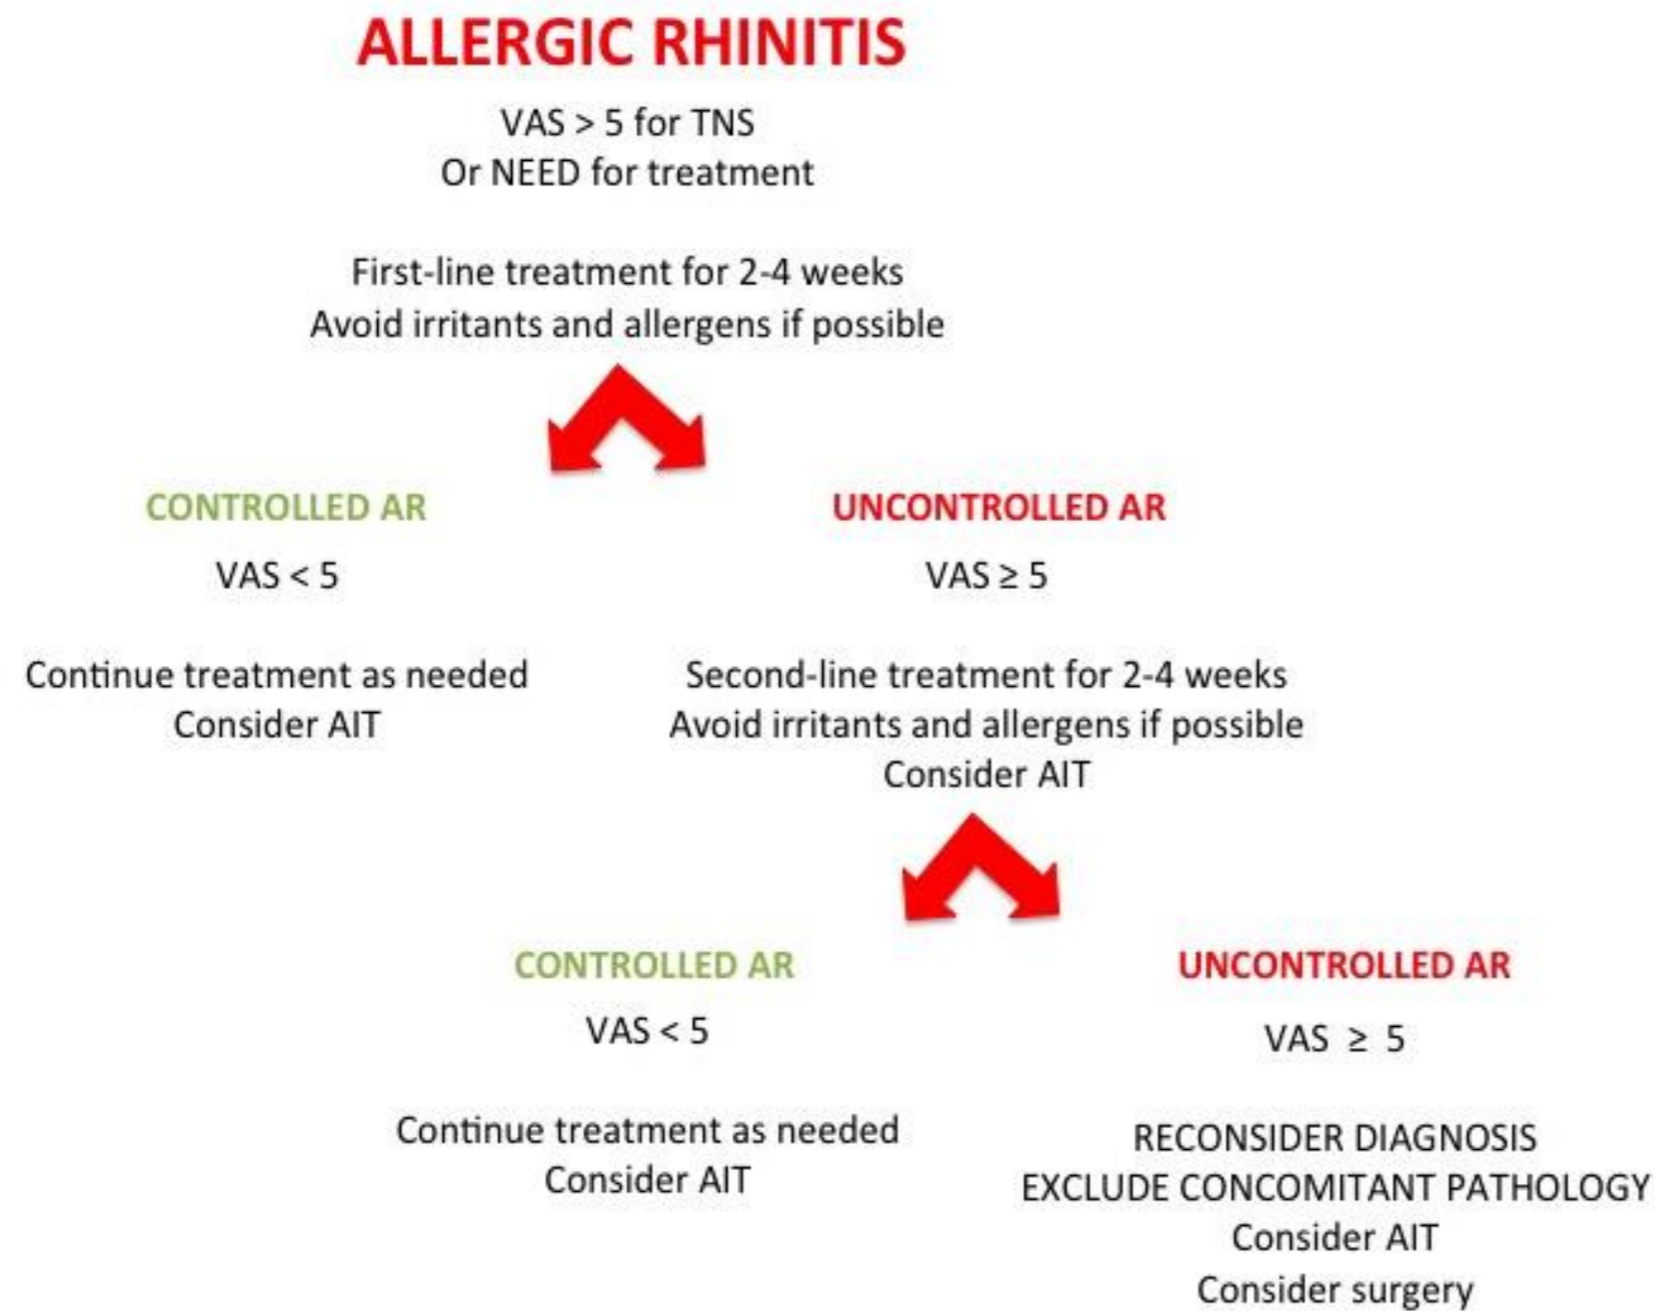 ALLERGIC RHINITIS
VAS > 5 for TNS
Or NEED for treatment
First-line treatment for 2-4 weeks
Avoid irritants and allergens if possible
CONTROLLED AR
VAS < 5
Continue treatment as needed
Consider AIT
UNCONTROLLED AR
VAS ≥ 5
Second-line treatment for 2-4 weeks
Avoid irritants and allergens if possible
Consider AIT
CONTROLLED AR
VAS < 5
Continue treatment as needed
Consider AIT
UNCONTROLLED AR
VAS ≥ 5
RECONSIDER DIAGNOSIS
EXCLUDE CONCOMITANT PATHOLOGY
Consider AIT
Consider surgery